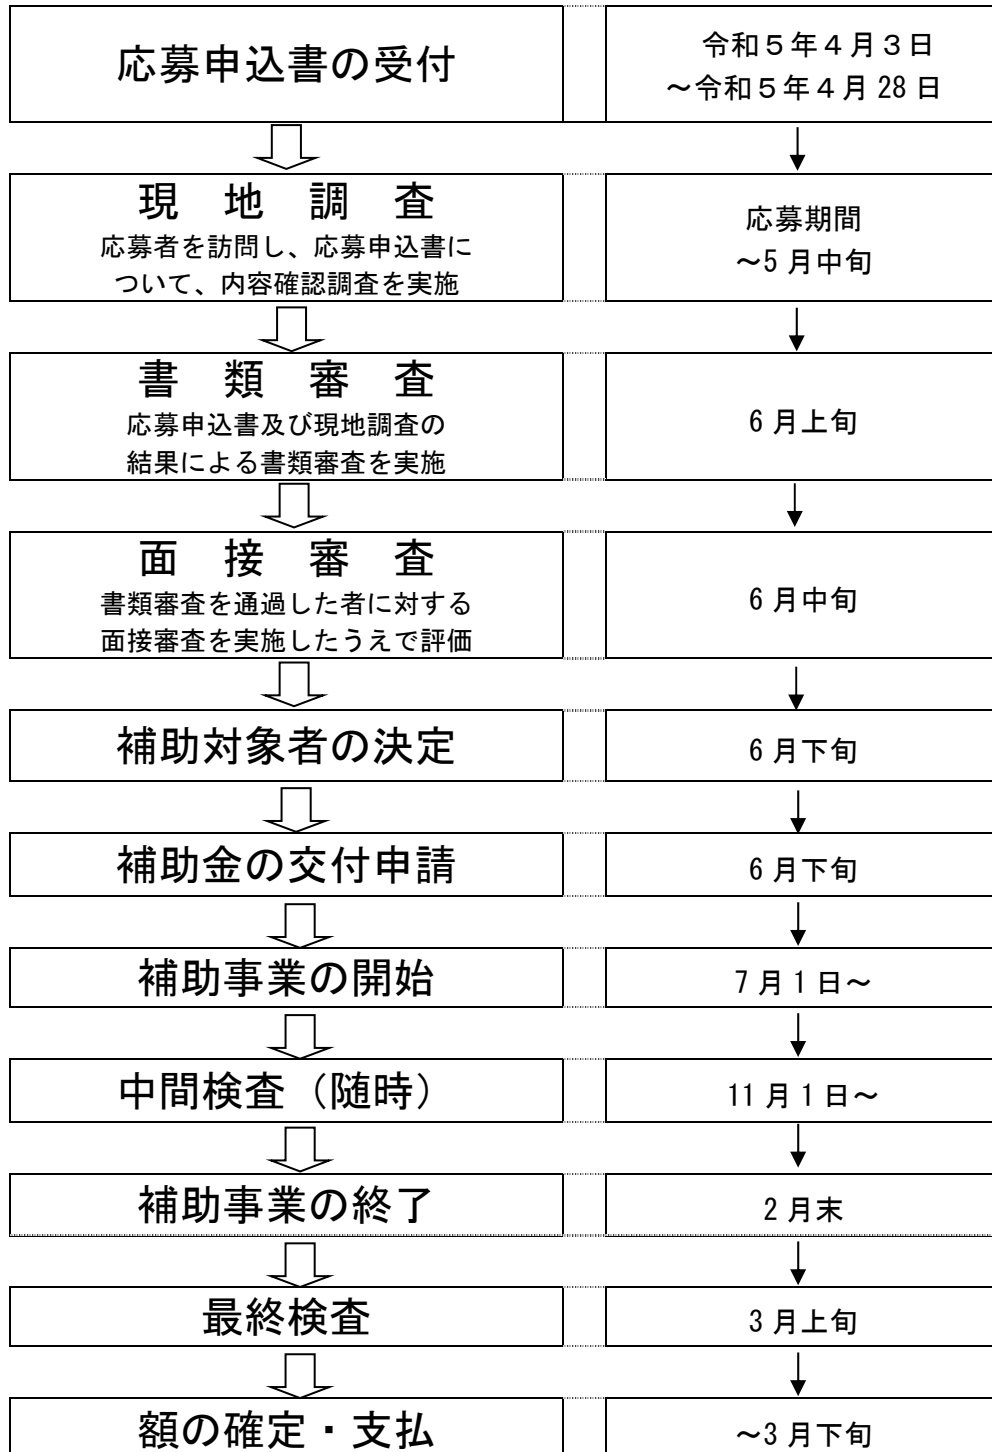 応募申込書の受付
令和５年４月３日
～令和５年４月 28 日
現　地　調　査
応募者を訪問し、応募申込書に
ついて、内容確認調査を実施
応募期間
～5 月中旬
書　類　審　査
応募申込書及び現地調査の
結果による書類審査を実施
6 月上旬
面　接　審　査
書類審査を通過した者に対する
面接審査を実施したうえで評価
6 月中旬
補助対象者の決定
6 月下旬
補助金の交付申請
6 月下旬
補助事業の開始
7 月 1 日～
中間検査（随時）
11 月 1 日～
補助事業の終了
2 月末
最終検査
3 月上旬
額の確定・支払
～3 月下旬